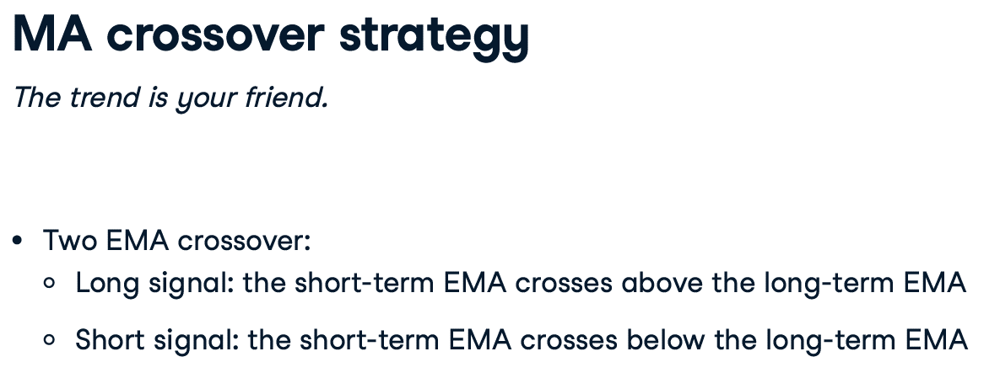 MA crossover strategy
The trend is your friend.
• Two EMA crossover:
○ Long signal: the short-term EMA crosses above the long-term EMA
○ Short signal: the short-term EMA crosses below the long-term EMA